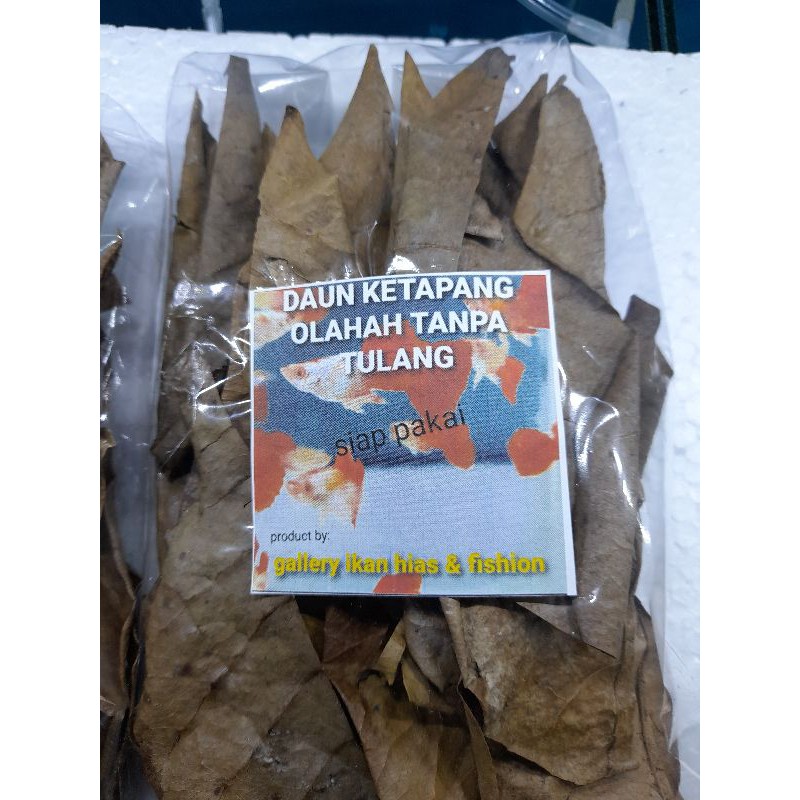 DAUN KETAPANG
OLAHAH TANPA
TULANG
siap pakai
product by:
gallery ikan hias & fishion